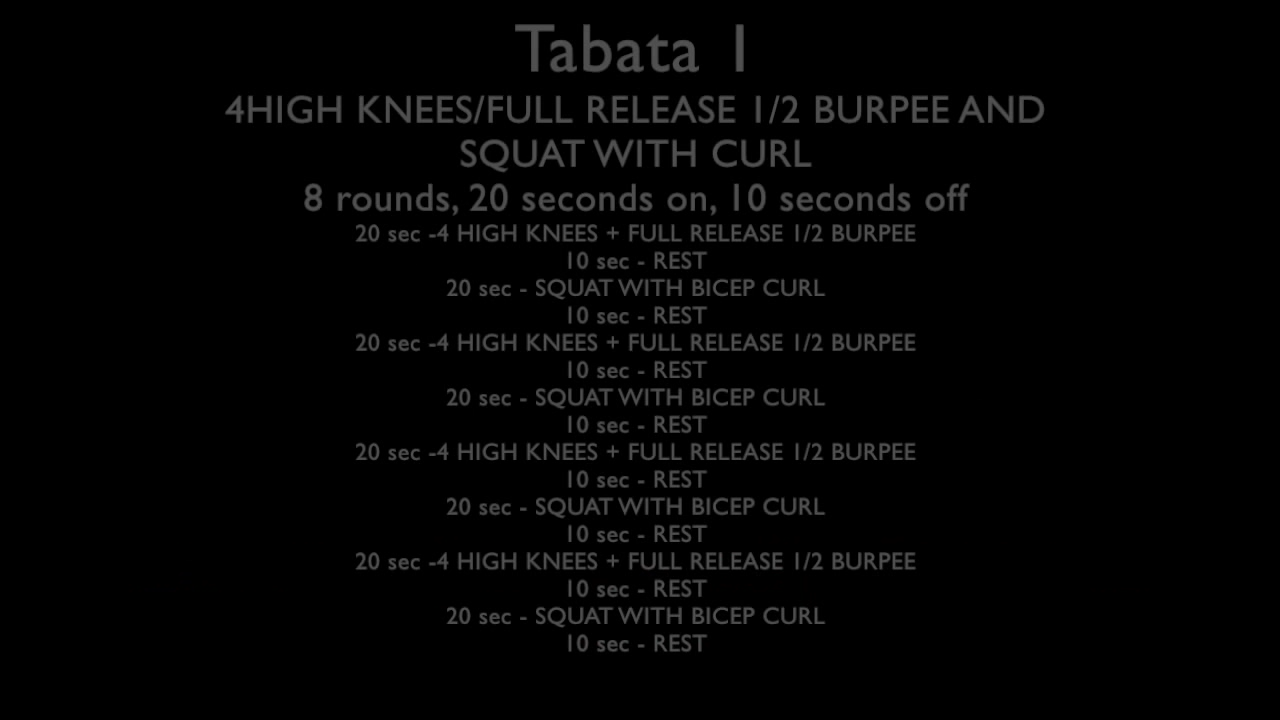 Tabata 1
4HIGH KNEES/FULL RELEASE 1/2 BURPEE AND
SQUAT WITH CURL
8 rounds, 20 seconds on, 10 seconds off
20 sec -4 HIGH KNEES + FULL RELEASE 1/2 BURPEE
10 sec - REST
20 sec - SQUAT WITH BICEP CURL
10 sec - REST
20 sec -4 HIGH KNEES + FULL RELEASE 1/2 BURPEE
10 sec - REST
20 sec - SQUAT WITH BICEP CURL
10 sec - REST
20 sec -4 HIGH KNEES + FULL RELEASE 1/2 BURPEE
10 sec - REST
20 sec - SQUAT WITH BICEP CURL
10 sec - REST
20 sec -4 HIGH KNEES + FULL RELEASE 1/2 BURPEE
10 sec - REST
20 sec - SQUAT WITH BICEP CURL
10 sec - REST